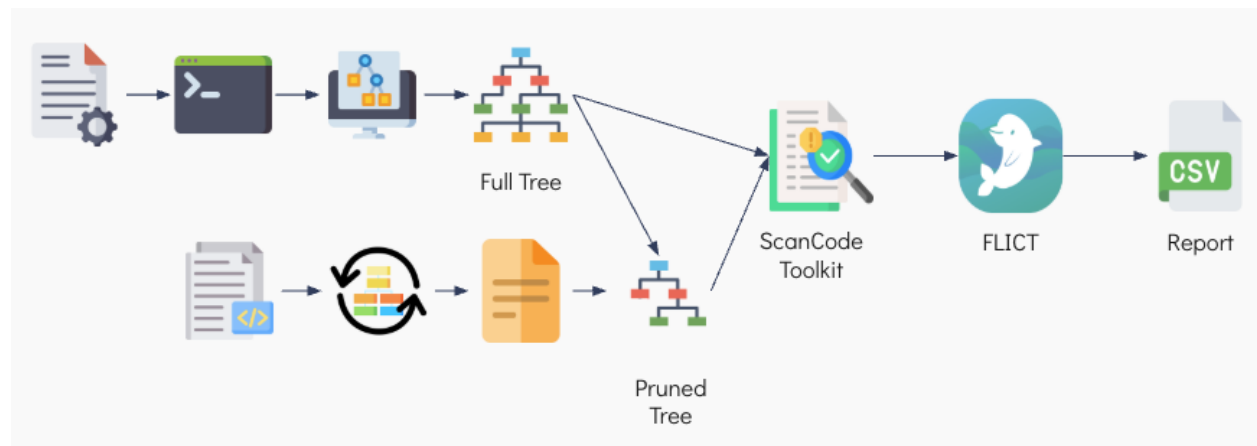 Full Tree
ScanCode
Toolkit
FLICT
CSV
Report
</>
Pruned
Tree